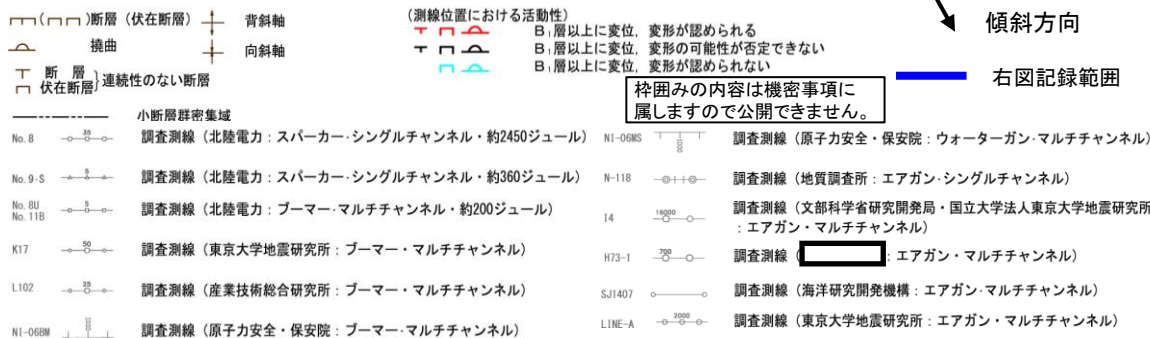 断層（伏在断層）
背斜軸
撓曲
向斜軸
断層
伏在断層
連続性のない断層
（測線位置における活動性）
B₁層以上に変位，変形が認められる
B₁層以上に変位，変形の可能性が否定できない
B₁層以上に変位，変形が認められない
傾斜方向
右図記録範囲
枠囲みの内容は機密事項に
属しますので公開できません。
小断層群密集域
No.8 35 調査測線（北陸電力：スパーカー・シングルチャンネル・約2450ジュール）
No.9·S 5 調査測線（北陸電力：スパーカー・シングルチャンネル・約360ジュール）
No.8U
No.11B 5 調査測線（北陸電力：ブーマー・マルチチャンネル・約200ジュール）
K17 50 調査測線（東京大学地震研究所：ブーマー・マルチチャンネル）
L102 25 調査測線（産業技術総合研究所：ブーマー・マルチチャンネル）
NI-06BM 1000 調査測線（原子力安全・保安院：ブーマー・マルチチャンネル）
NI-06MS 1000 調査測線（原子力安全・保安院：ウォーターガン・マルチチャンネル）
N-118 調査測線（地質調査所：エアガン・シングルチャンネル）
I4 16000 調査測線（文部科学省研究開発局・国立大学法人東京大学地震研究所
：エアガン・マルチチャンネル）
H73-1 700 調査測線（ ：エアガン・マルチチャンネル）
SJ1407 調査測線（海洋研究開発機構：エアガン・マルチチャンネル）
LINE-A 2000 調査測線（東京大学地震研究所：エアガン・マルチチャンネル）